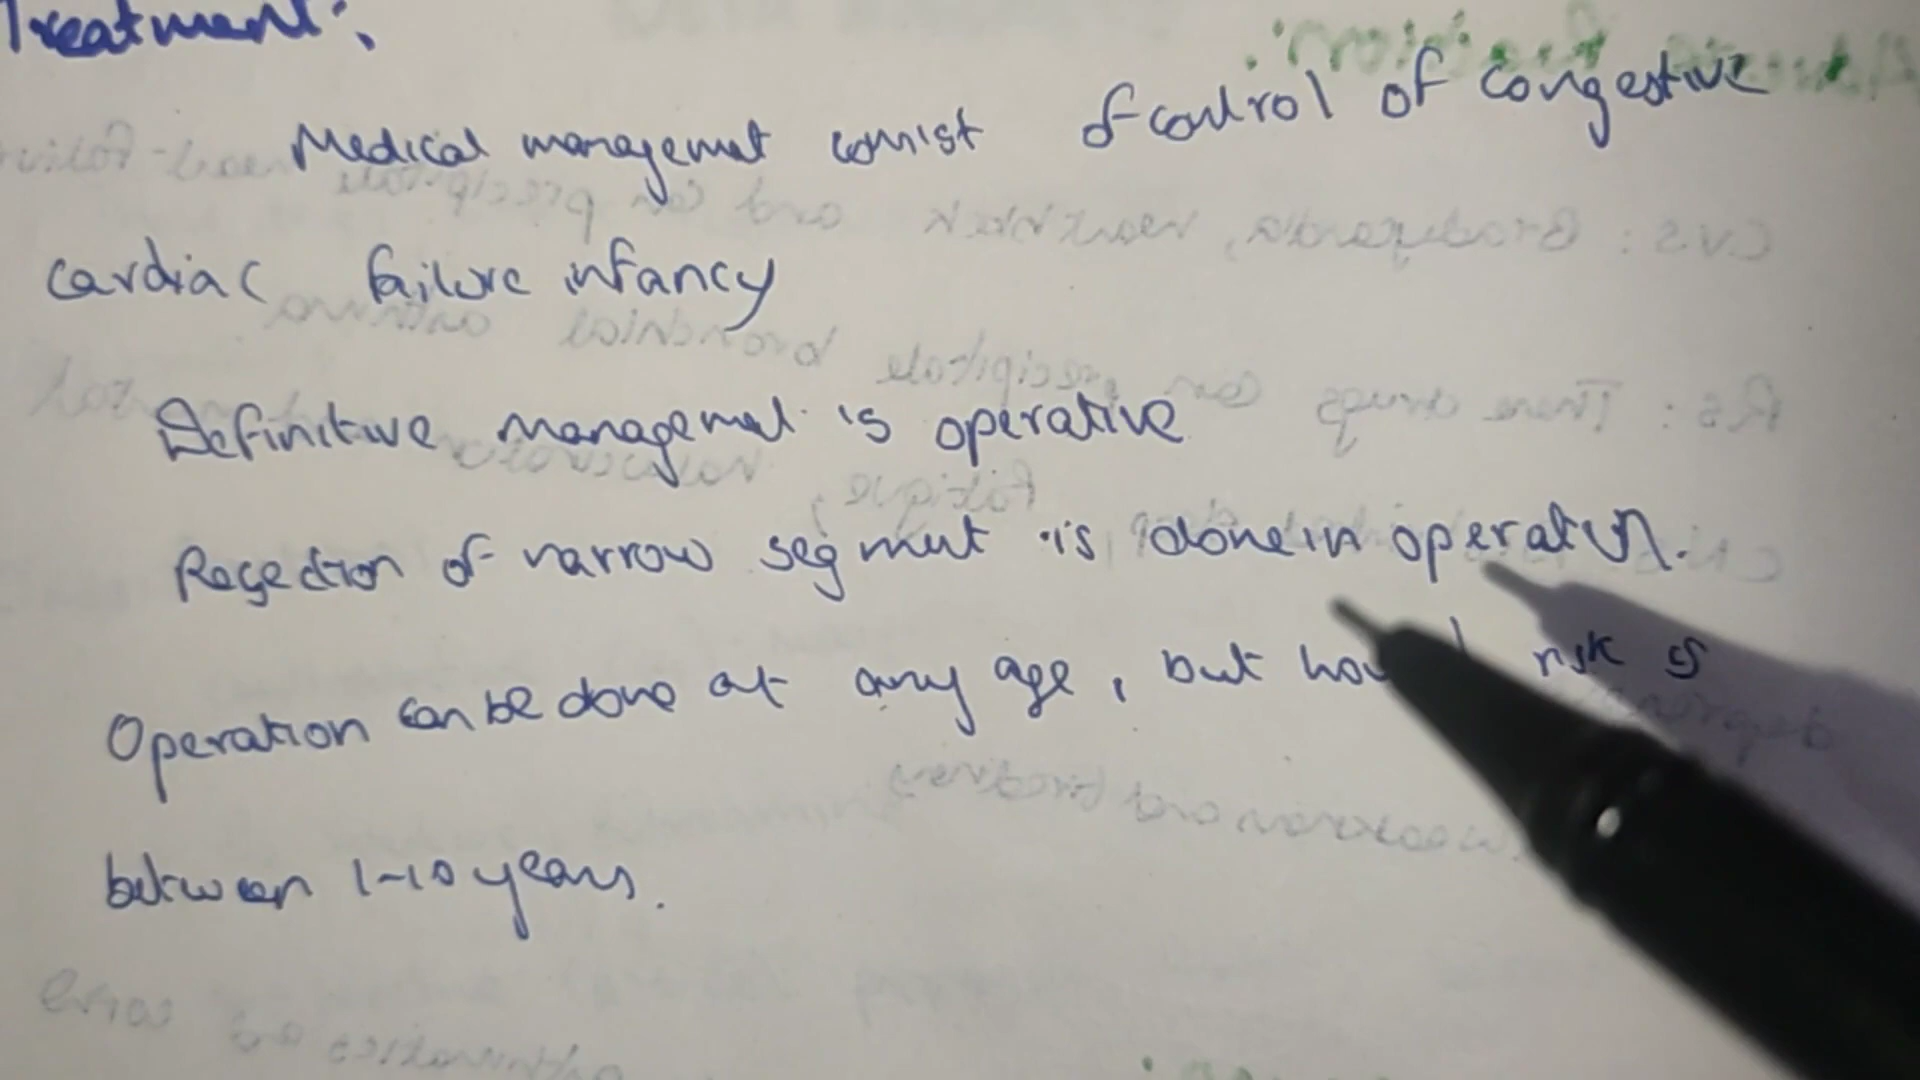 Treatment:
Medical management consist of control of congestive
cardiac failure infancy
Definitive management is operative
Resection of narrow segment is done in operation.
Operation can be done at any age, but risk is
between 1-10 years.